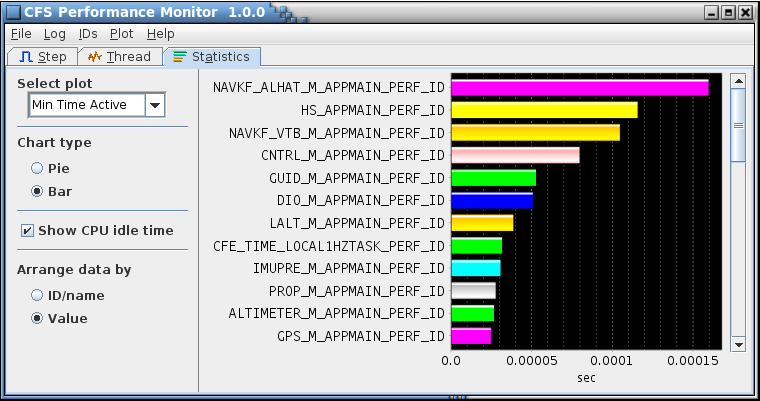 CFS Performance Monitor 1.0.0
File Log IDs Plot Help
Step Thread Statistics
Select plot
Min Time Active
Chart type
Pie
Bar
Show CPU idle time
Arrange data by
ID/name
Value
NAVKF_ALHAT_M_APPMAIN_PERF_ID
HS_APPMAIN_PERF_ID
NAVKF_VTB_M_APPMAIN_PERF_ID
CNTRL_M_APPMAIN_PERF_ID
GUID_M_APPMAIN_PERF_ID
DIO_M_APPMAIN_PERF_ID
LALT_M_APPMAIN_PERF_ID
CFE_TIME_LOCAL1HZTASK_PERF_ID
IMUPRE_M_APPMAIN_PERF_ID
PROP_M_APPMAIN_PERF_ID
ALTIMETER_M_APPMAIN_PERF_ID
GPS_M_APPMAIN_PERF_ID
0.0 0.00005 0.0001 0.00015
sec